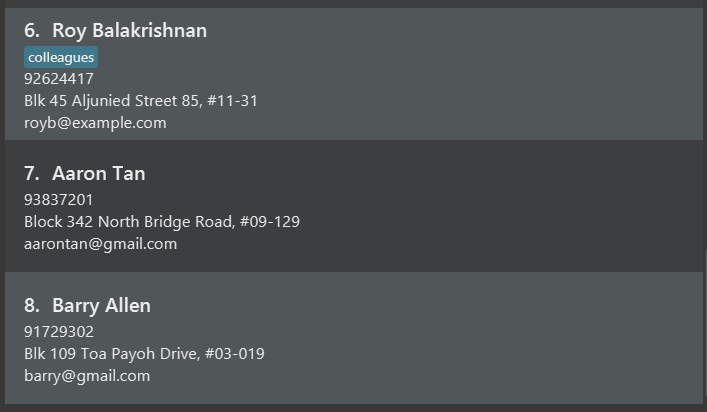 6. Roy Balakrishnan
colleagues
92624417
Blk 45 Aljunied Street 85, #11-31
royb@example.com
7. Aaron Tan
93837201
Block 342 North Bridge Road, #09-129
aarontan@gmail.com
8. Barry Allen
91729302
Blk 109 Toa Payoh Drive, #03-019
barry@gmail.com